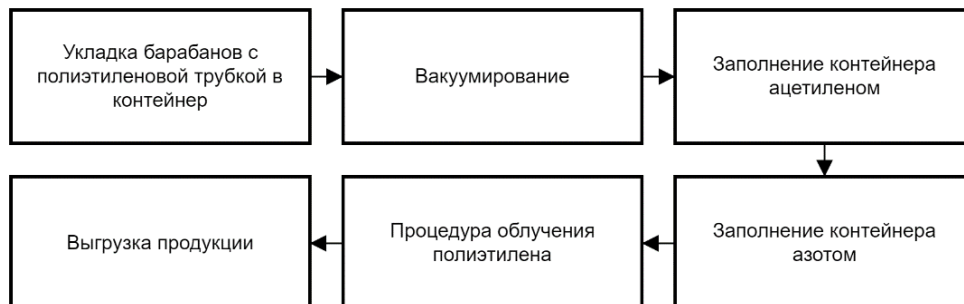 Укладка барабанов с
полиэтиленовой трубкой в
контейнер
Вакуумирование
Заполнение контейнера
ацетиленом
Заполнение контейнера
азотом
Процедура облучения
полиэтилена
Выгрузка продукции